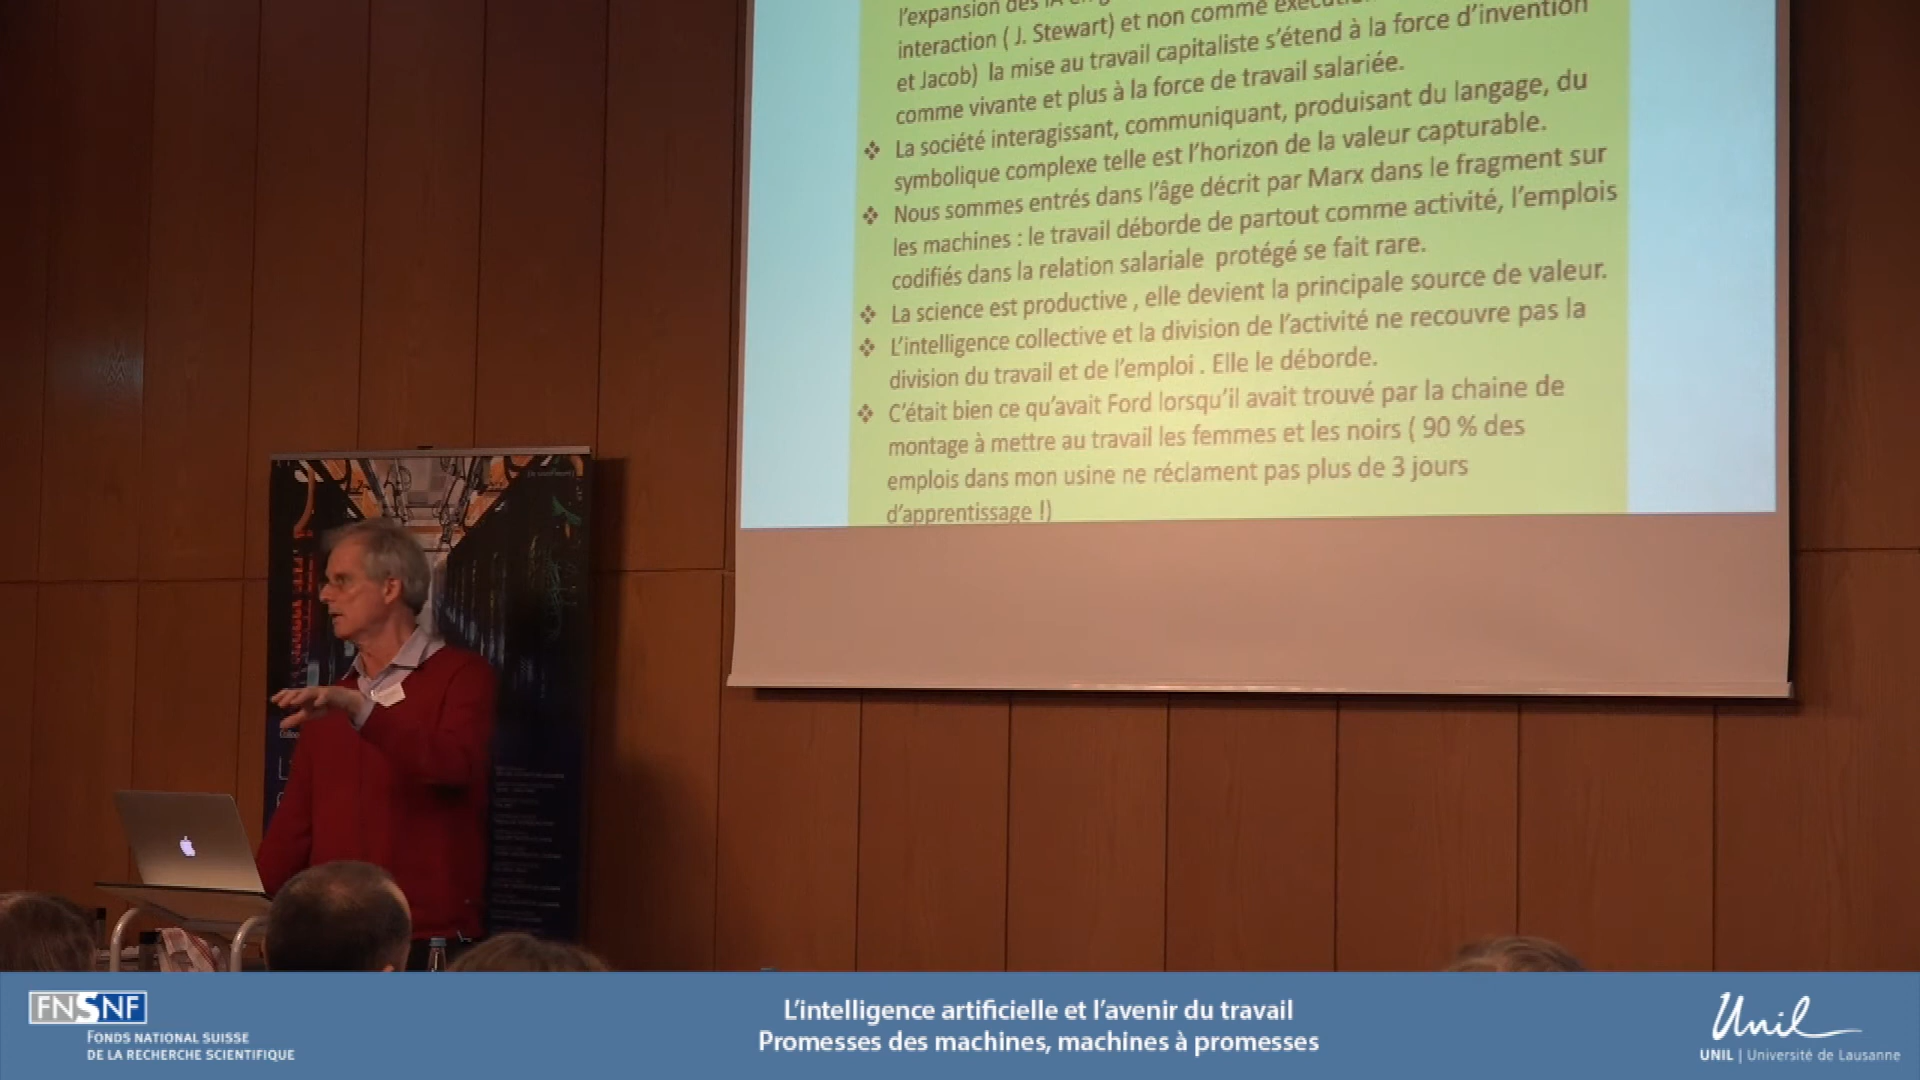 l'expansion des IA
interaction ( J. Stewart) et non comme
et Jacob) la mise au travail capitaliste s'étend à la force d'invention
comme vivante et plus à la force de travail salariée.
❖ La société interagissant, communiquant, produisant du langage, du
symbolique complexe telle est l'horizon de la valeur capturable.
❖ Nous sommes entrés dans l'âge décrit par Marx dans le fragment sur
les machines : le travail déborde de partout comme activité, l'emplois
codifiés dans la relation salariale protégé se fait rare.
❖ La science est productive , elle devient la principale source de valeur.
❖ L'intelligence collective et la division de l'activité ne recouvre pas la
division du travail et de l'emploi . Elle le déborde.
❖ C'était bien ce qu'avait Ford lorsqu'il avait trouvé par la chaine de
montage à mettre au travail les femmes et les noirs ( 90 % des
emplois dans mon usine ne réclament pas plus de 3 jours
d'apprentissage !)
FNSNF
FONDS NATIONAL SUISSE
DE LA RECHERCHE SCIENTIFIQUE
L'intelligence artificielle et l'avenir du travail
Promesses des machines, machines à promesses
Unil
UNIL | Université de Lausanne